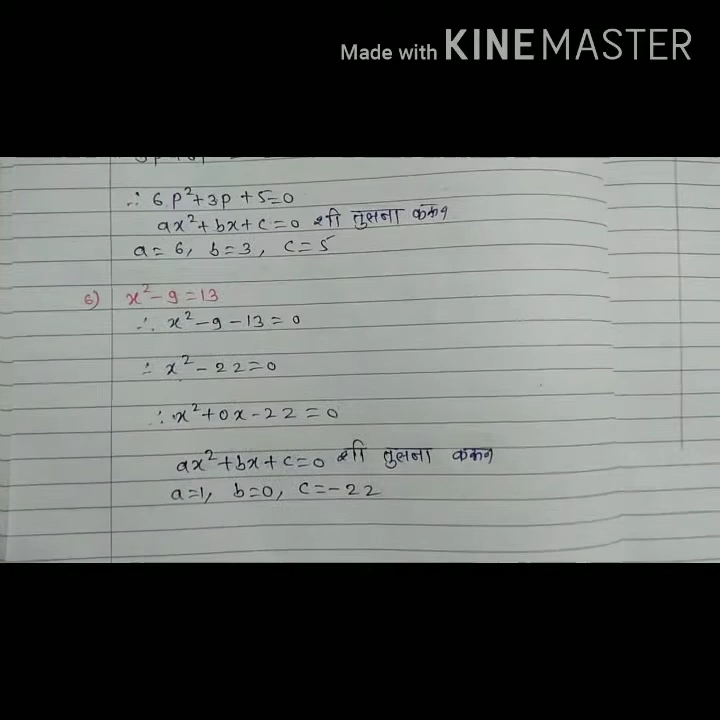 Made with KINEMASTER
∴ 6p²+3p+5=0
ax²+bx+c=0 शी तुलना करून
a=6, b=3, c=5
6) x²-9=13
∴ x²-9-13=0
∴ x²-22=0
∴ x²+0x-22=0
ax²+bx+c=0 शी तुलना करून
a=1, b=0, c=-22